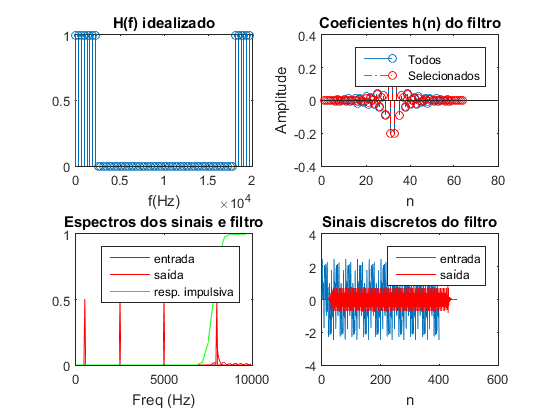 H(f) idealizado
1
0.5
0
0 0.5 1 1.5 2
f(Hz) ×10⁴
Coeficientes h(n) do filtro
Amplitude
0.4
0.2
0
-0.2
-0.4
Todos
Selecionados
0 20 40 60 80
n
Espectros dos sinais e filtro
1
0.5
0
entrada
saída
resp. impulsiva
0 5000 10000
Freq (Hz)
Sinais discretos do filtro
4
2
0
-2
-4
entrada
saída
0 200 400 600
n